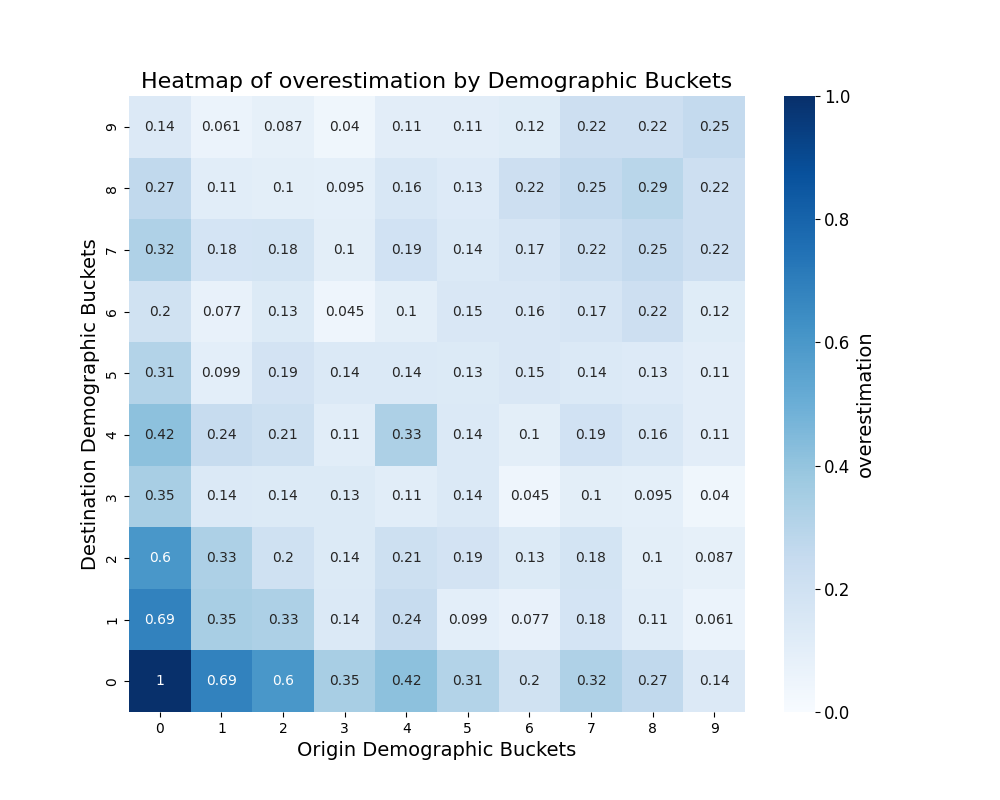 Heatmap of overestimation by Demographic Buckets
9 0.14 0.061 0.087 0.04 0.11 0.11 0.12 0.22 0.22 0.25
8 0.27 0.11 0.1 0.095 0.16 0.13 0.22 0.25 0.29 0.22
7 0.32 0.18 0.18 0.1 0.19 0.14 0.17 0.22 0.25 0.22
6 0.2 0.077 0.13 0.045 0.1 0.15 0.16 0.17 0.22 0.12
5 0.31 0.099 0.19 0.14 0.14 0.13 0.15 0.14 0.13 0.11
4 0.42 0.24 0.21 0.11 0.33 0.14 0.1 0.19 0.16 0.11
3 0.35 0.14 0.14 0.13 0.11 0.14 0.045 0.1 0.095 0.04
2 0.6 0.33 0.2 0.14 0.21 0.19 0.13 0.18 0.1 0.087
1 0.69 0.35 0.33 0.14 0.24 0.099 0.077 0.18 0.11 0.061
0 1 0.69 0.6 0.35 0.42 0.31 0.2 0.32 0.27 0.14
0 1 2 3 4 5 6 7 8 9
Origin Demographic Buckets
Destination Demographic Buckets
1.0
0.8
0.6
0.4
0.2
0.0
overestimation